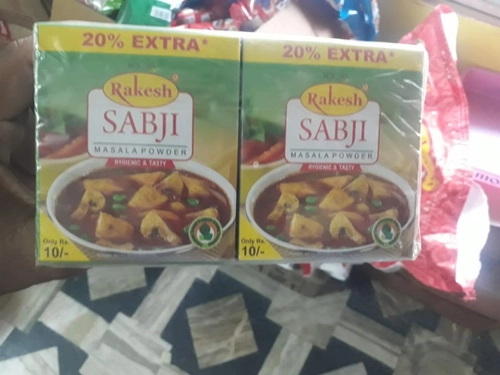 20% EXTRA*
Rakesh
SABJI
MASALA POWDER
HYGIENIC & TASTY
Only Rs.
10/-
20% EXTRA*
Rakesh
SABJI
MASALA POWDER
HYGIENIC & TASTY
Only Rs.
10/-